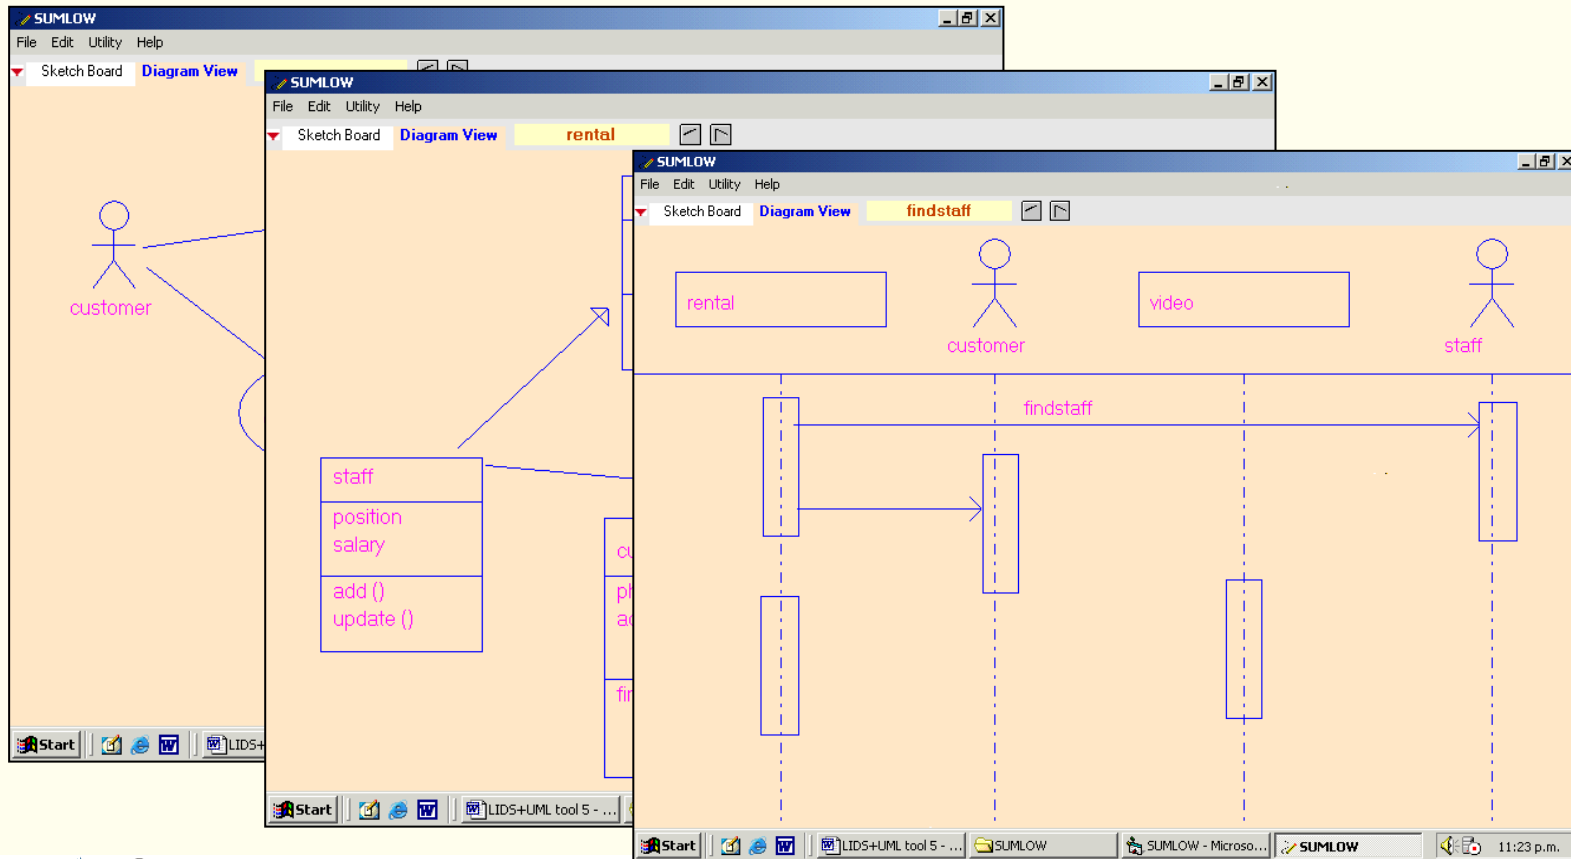 SUMLOW
File Edit Utility Help
Sketch Board Diagram View
customer
Start LIDS+
SUMLOW
File Edit Utility Help
Sketch Board Diagram View rental
staff
position
salary
add ()
update ()
Start LIDS+UML tool 5 - ...
SUMLOW
File Edit Utility Help
Sketch Board Diagram View findstaff
rental
customer
video
staff
findstaff
Start LIDS+UML tool 5 - ... SUMLOW SUMLOW - Microso... SUMLOW 11:23 p.m.